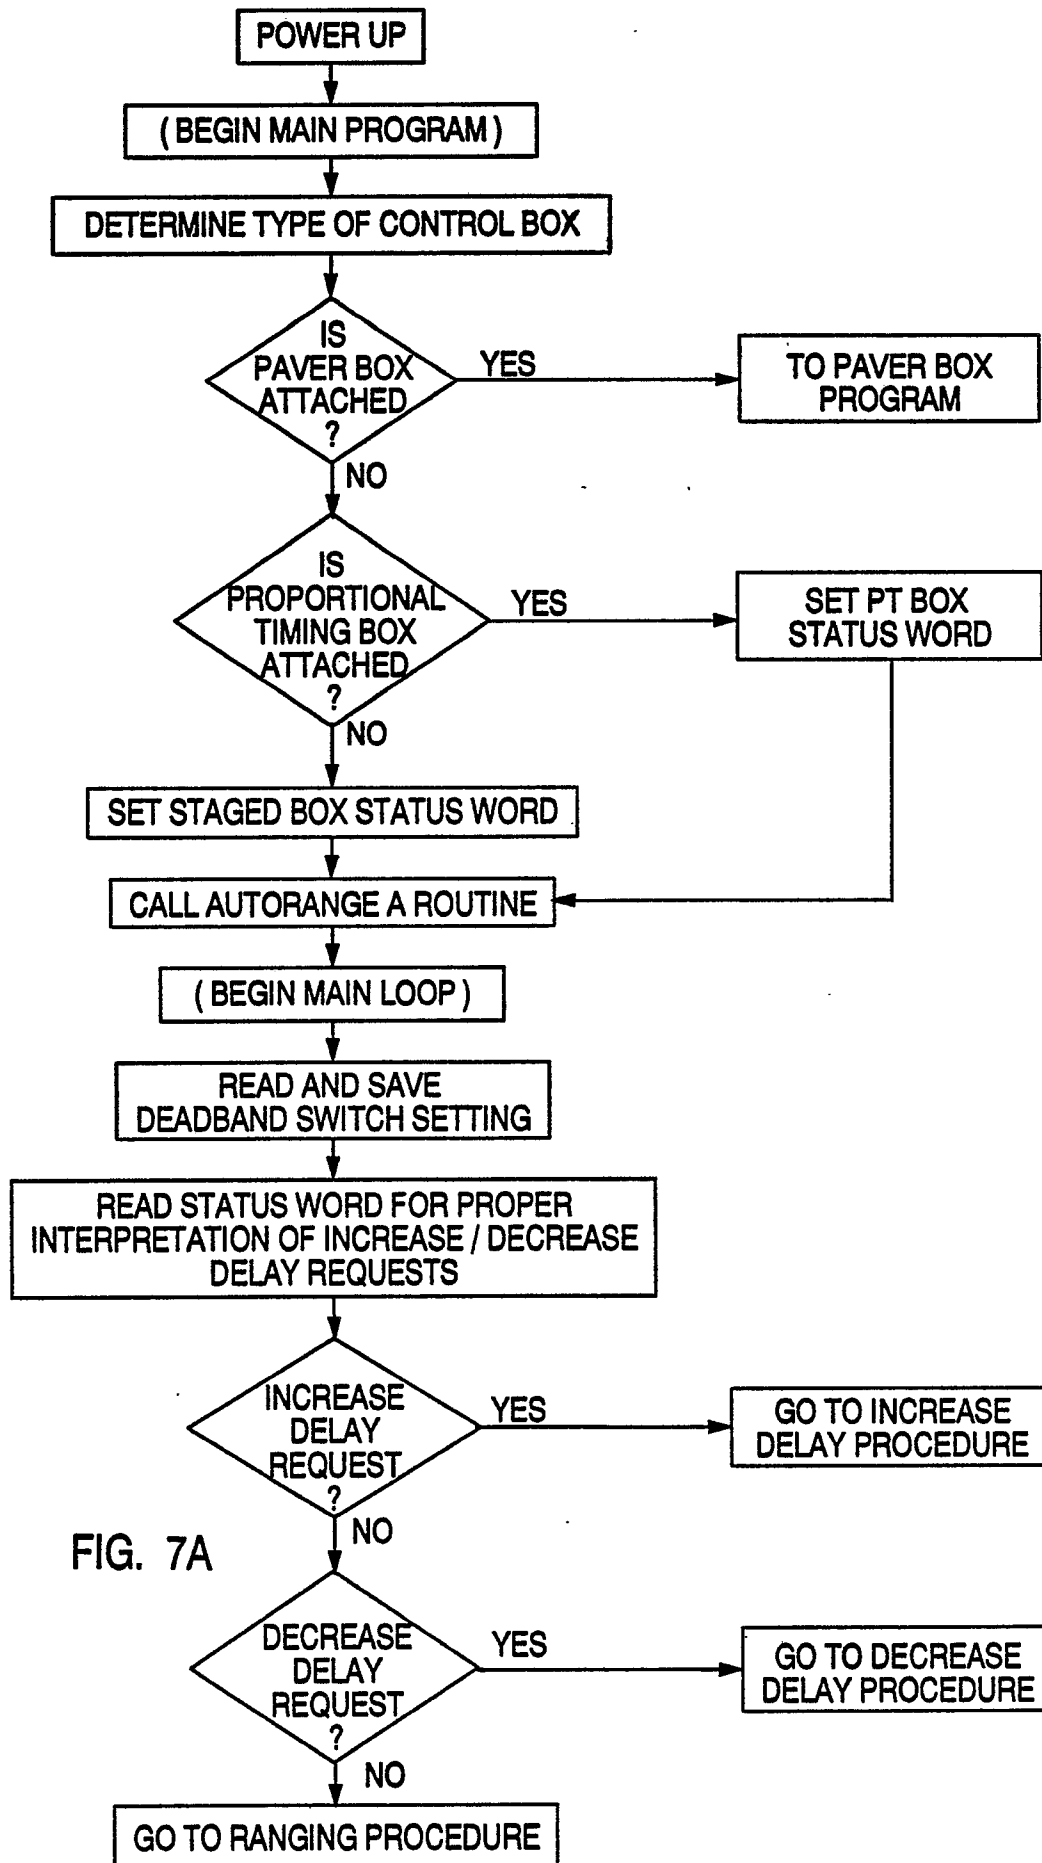 POWER UP
( BEGIN MAIN PROGRAM )
DETERMINE TYPE OF CONTROL BOX
IS
PAVER BOX
ATTACHED
?
YES
TO PAVER BOX
PROGRAM
NO
IS
PROPORTIONAL
TIMING BOX
ATTACHED
?
YES
SET PT BOX
STATUS WORD
NO
SET STAGED BOX STATUS WORD
CALL AUTORANGE A ROUTINE
( BEGIN MAIN LOOP )
READ AND SAVE
DEADBAND SWITCH SETTING
READ STATUS WORD FOR PROPER
INTERPRETATION OF INCREASE / DECREASE
DELAY REQUESTS
INCREASE
DELAY
REQUEST
?
YES
GO TO INCREASE
DELAY PROCEDURE
NO
FIG. 7A
DECREASE
DELAY
REQUEST
?
YES
GO TO DECREASE
DELAY PROCEDURE
NO
GO TO RANGING PROCEDURE